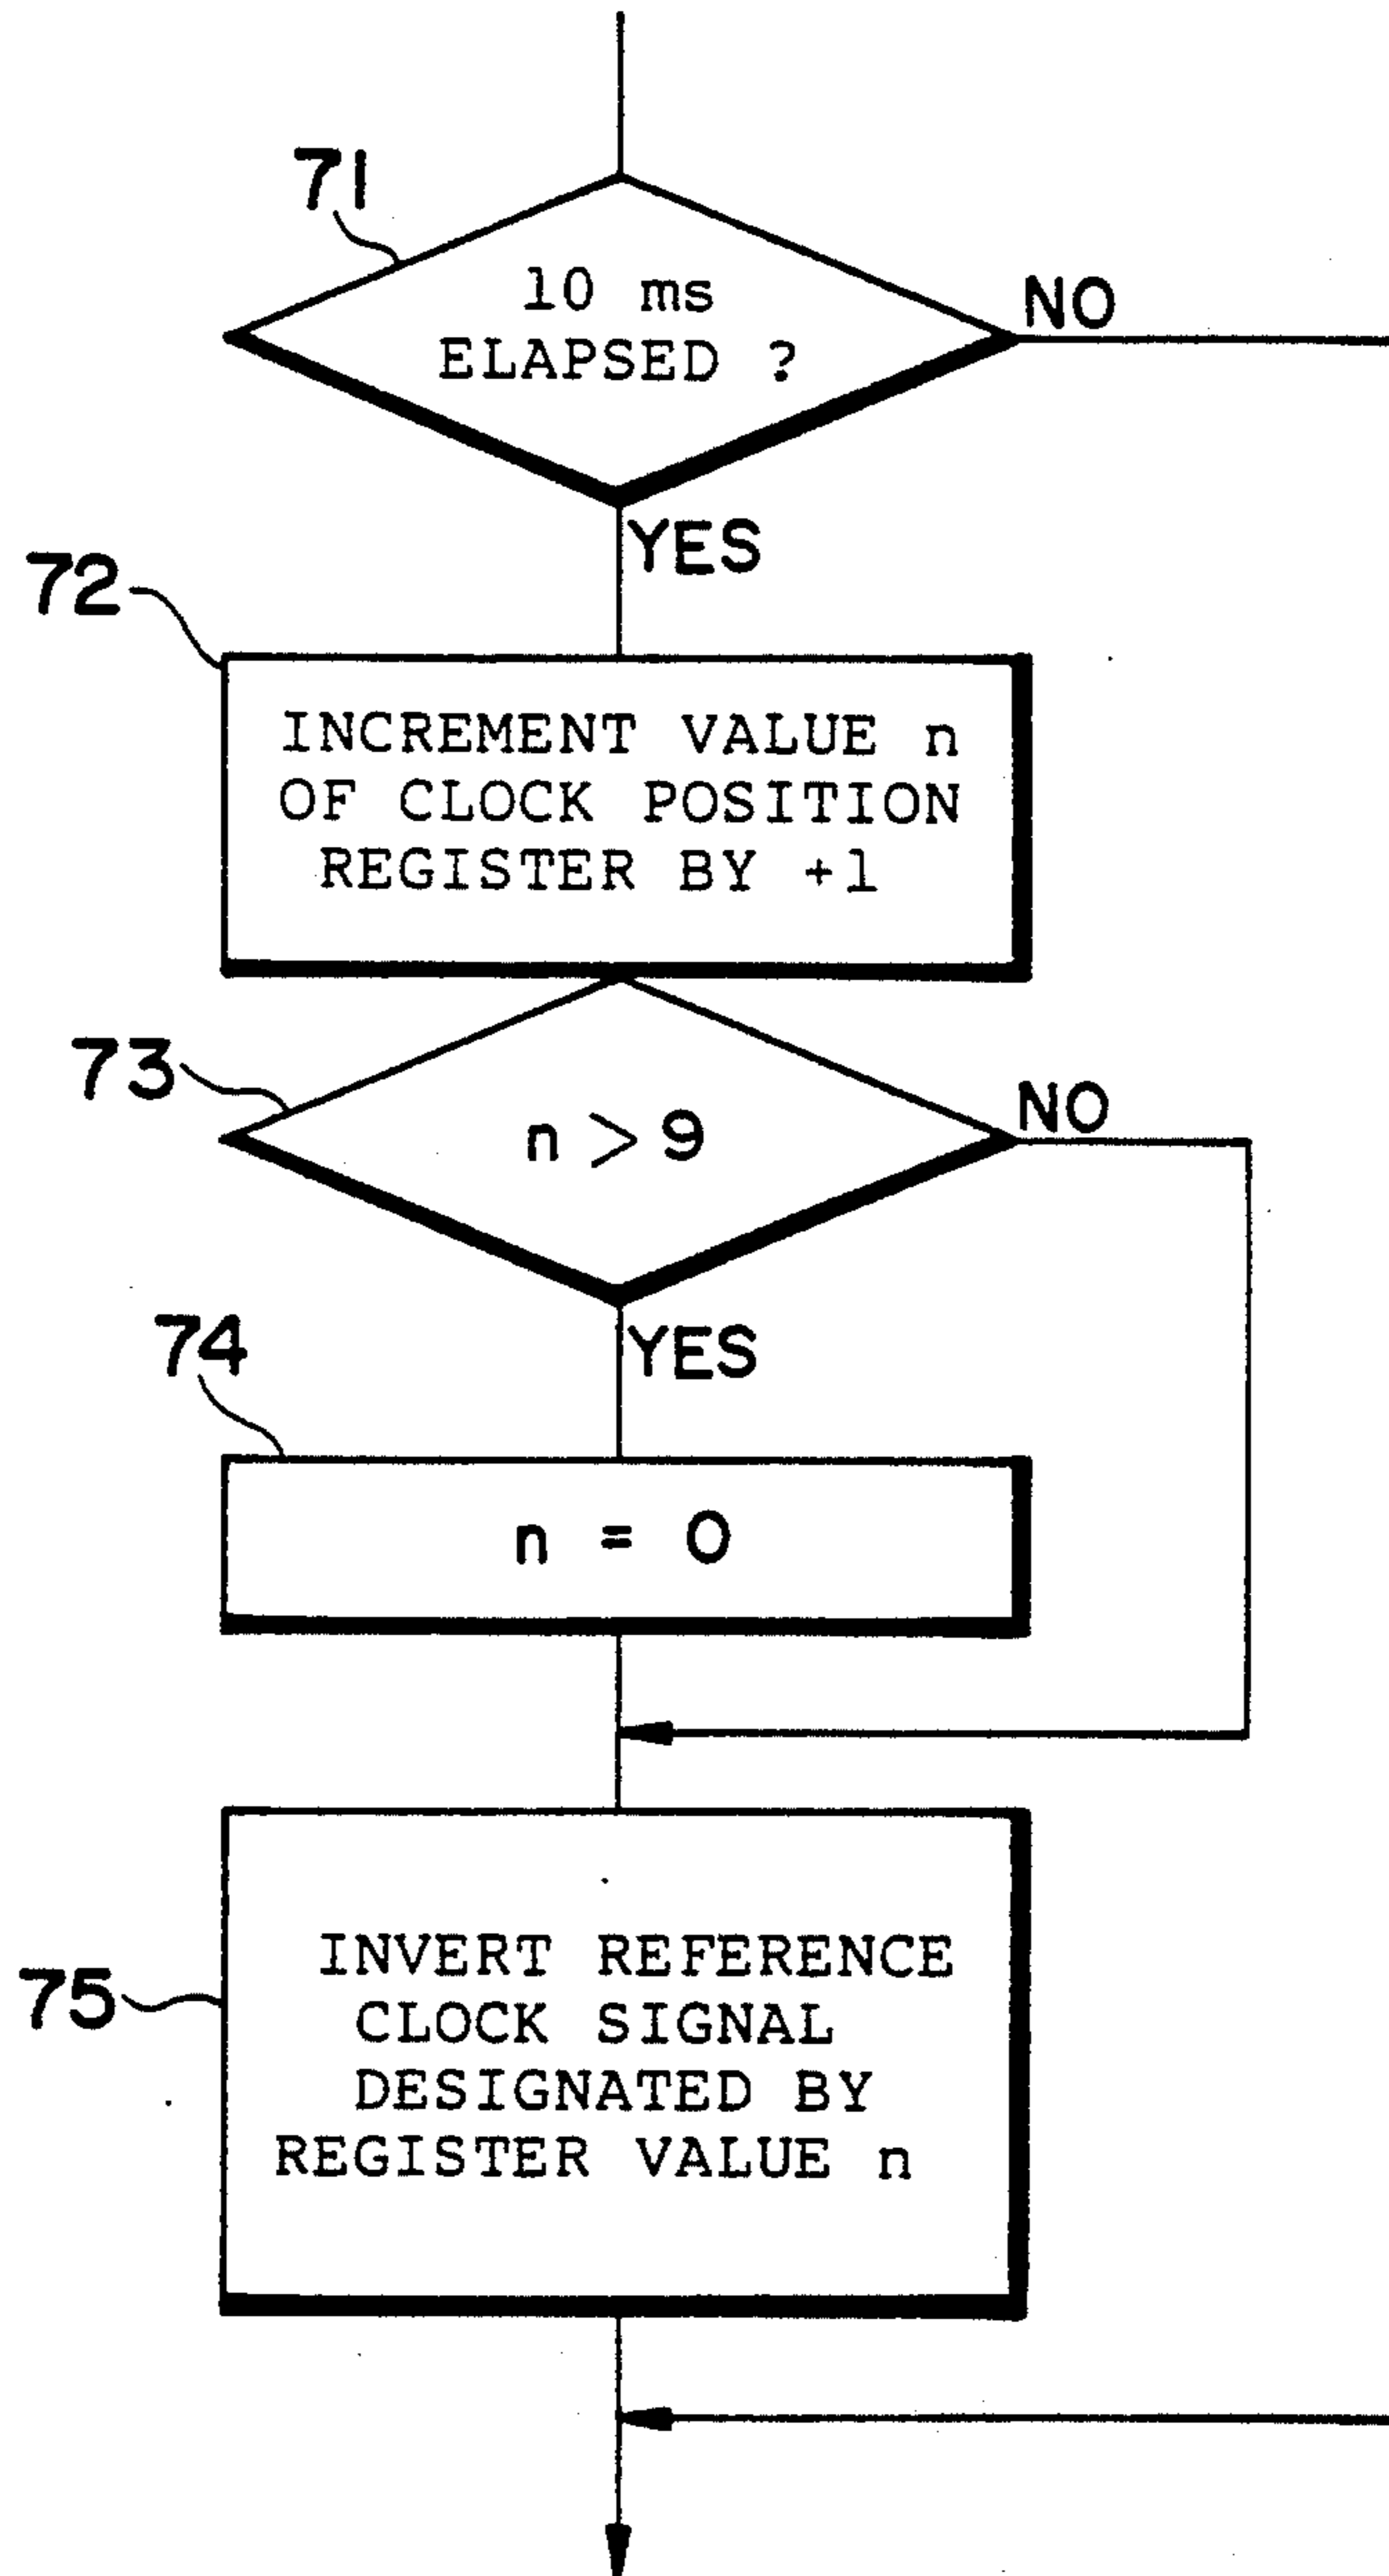 71
10 ms
ELAPSED ?
NO
YES
72
INCREMENT VALUE n
OF CLOCK POSITION
REGISTER BY +1
73
n > 9
NO
YES
74
n = 0
75
INVERT REFERENCE
CLOCK SIGNAL
DESIGNATED BY
REGISTER VALUE n